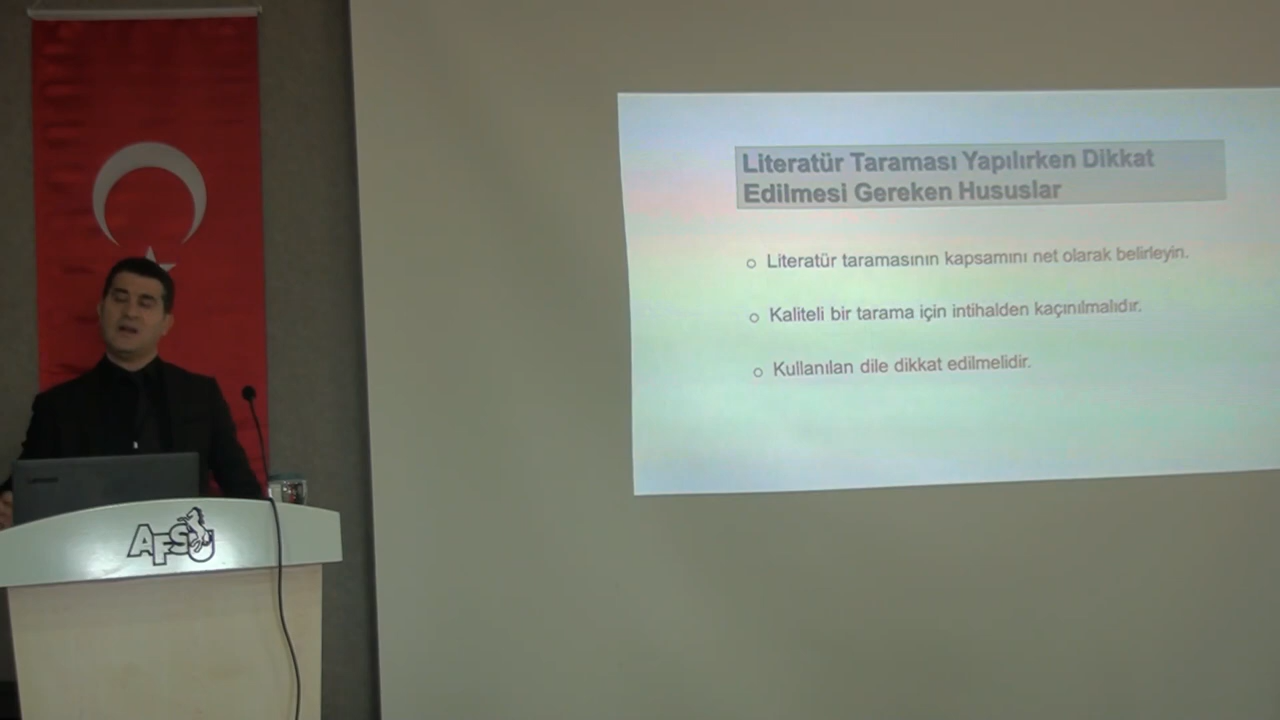 Literatür Taraması Yapılırken Dikkat
Edilmesi Gereken Hususlar
o Literatür taramasının kapsamını net olarak belirleyin.
o Kaliteli bir tarama için intihalden kaçınılmalıdır.
o Kullanılan dile dikkat edilmelidir.
AFSÜ